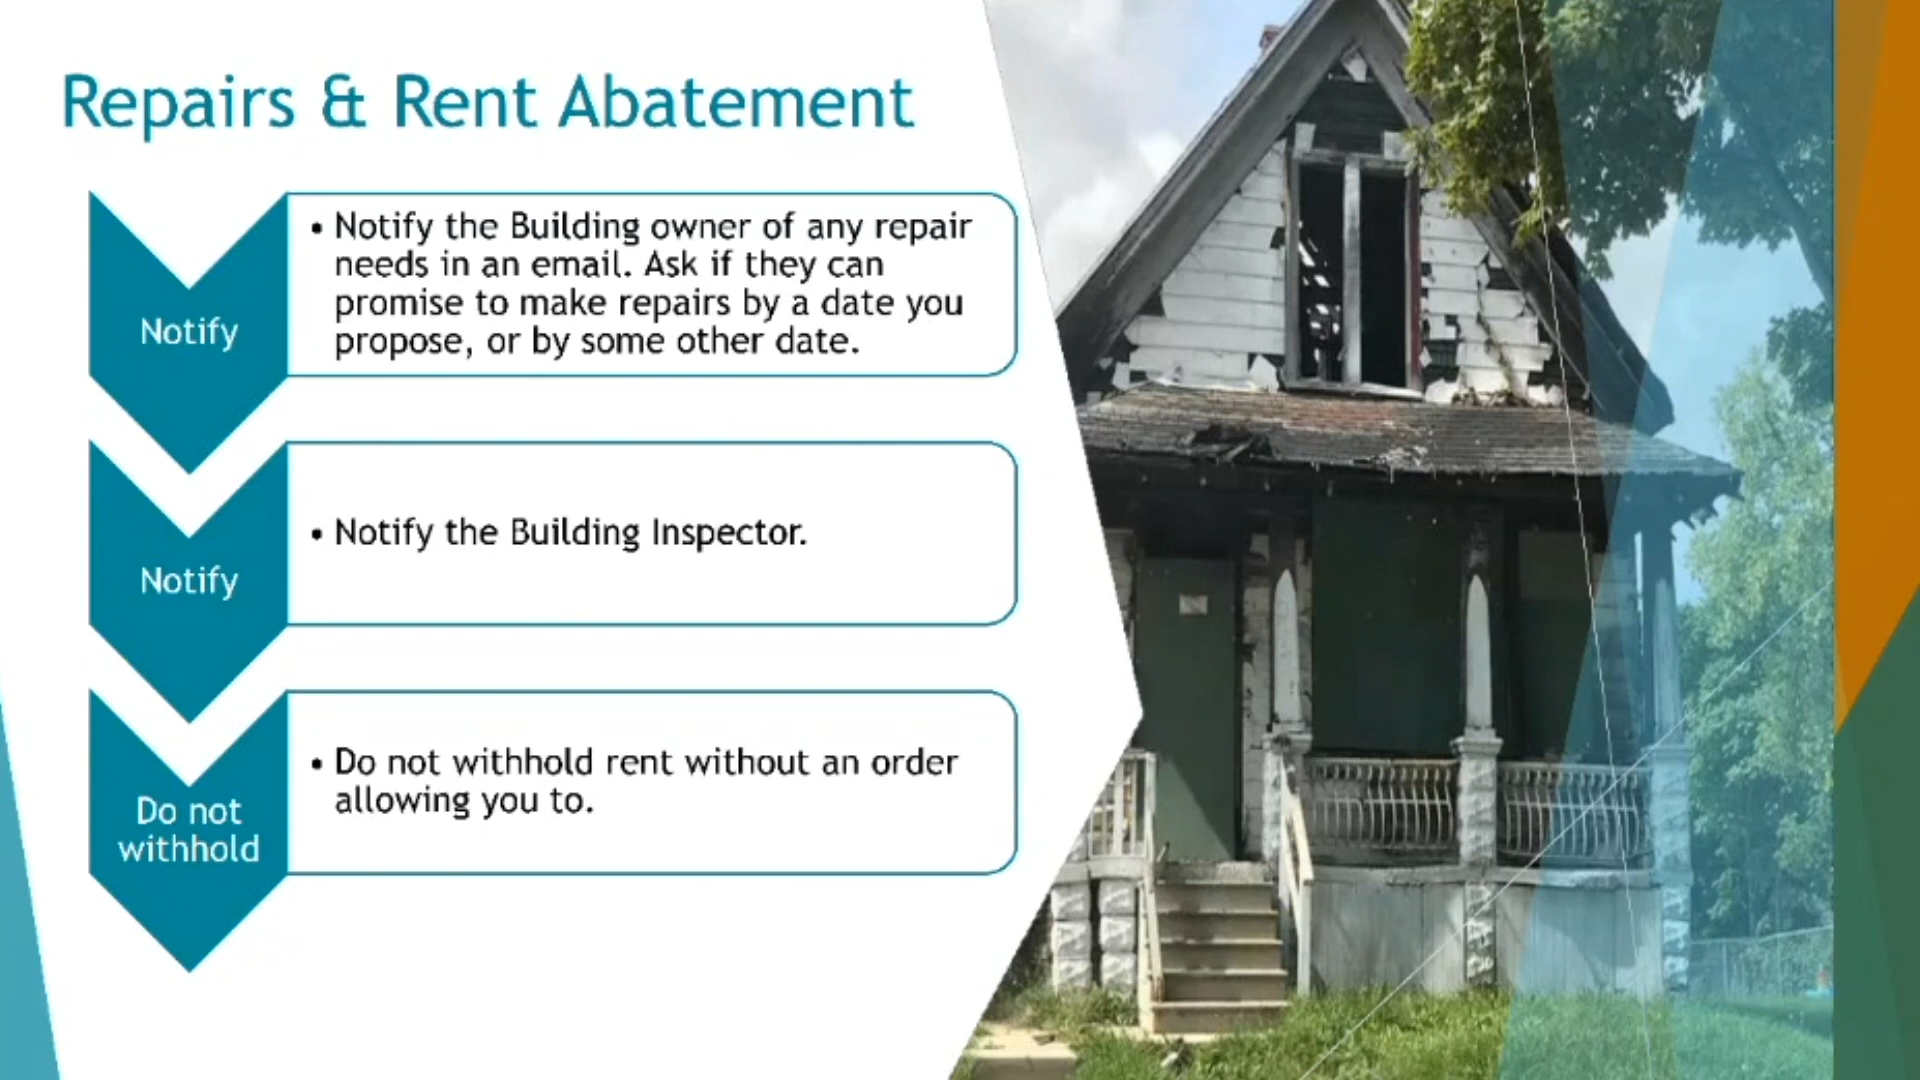 Repairs & Rent Abatement
Notify
• Notify the Building owner of any repair
needs in an email. Ask if they can
promise to make repairs by a date you
propose, or by some other date.
Notify
• Notify the Building Inspector.
Do not
withhold
• Do not withhold rent without an order
allowing you to.